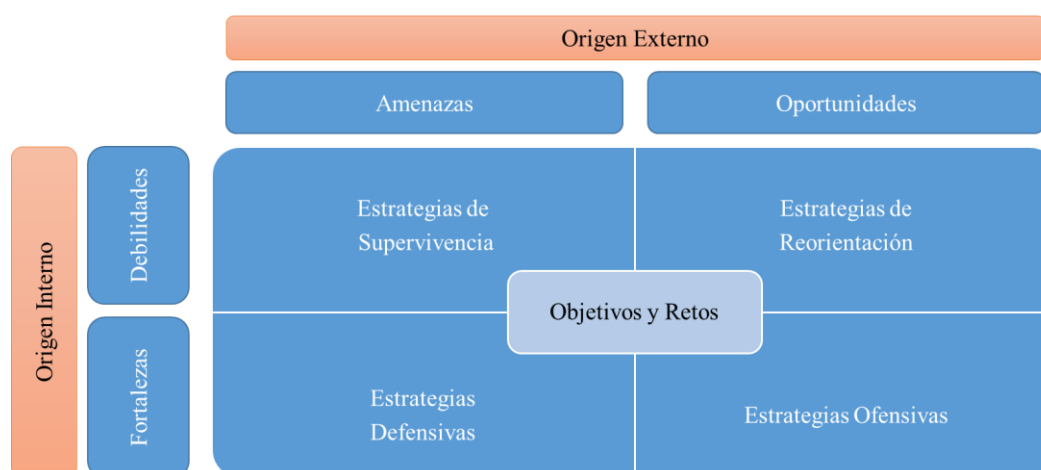 Origen Externo
Amenazas
Oportunidades
Origen Interno
Debilidades
Estrategias de
Supervivencia
Estrategias de
Reorientación
Objetivos y Retos
Fortalezas
Estrategias
Defensivas
Estrategias Ofensivas